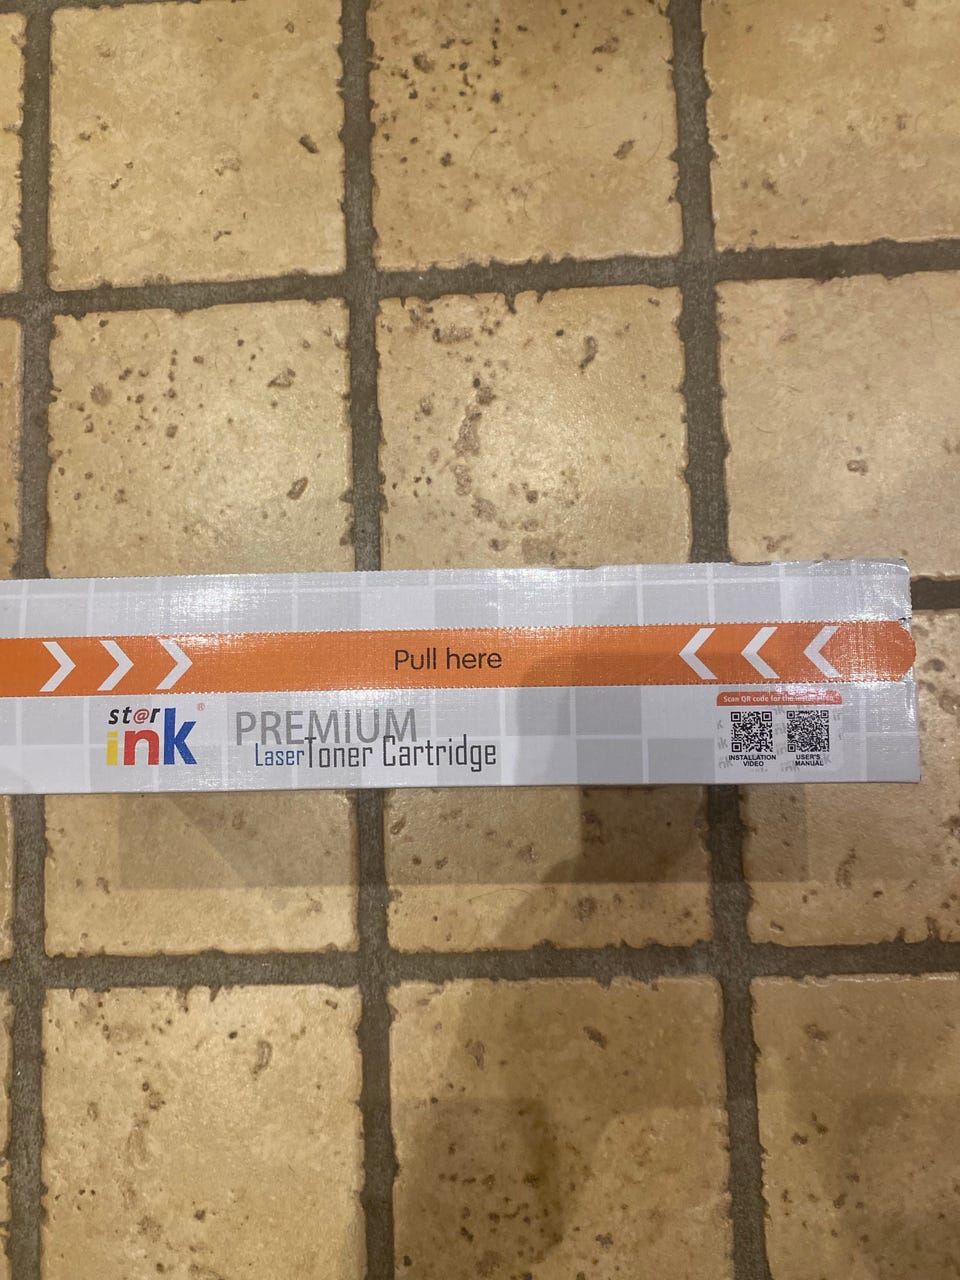 Pull here
st@r
ink®
PREMIUM
Laser Toner Cartridge
Scan QR code for the
INSTALLATION
VIDEO
USER'S
MANUAL